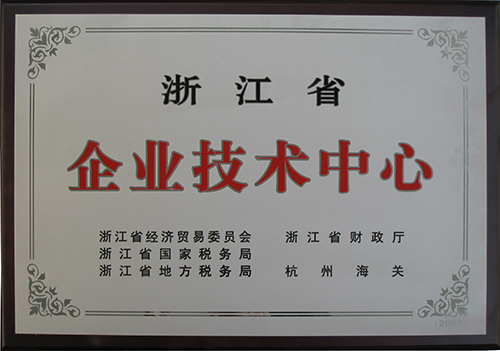 浙江省
企业技术中心
浙江省经济贸易委员会 浙江省财政厅
浙江省国家税务局
浙江省地方税务局 杭州海关